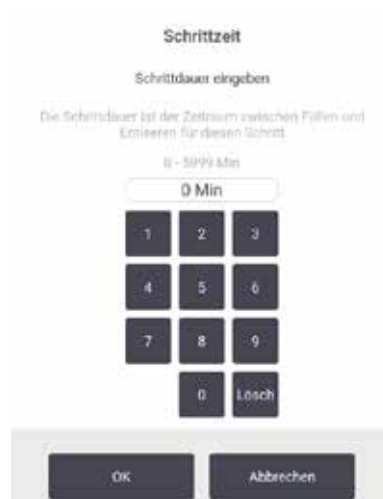 Schrittzeit
Schrittdauer eingeben
Die Schrittdauer ist der Zeitraum zwischen Füllen und
Entleeren für diesen Schritt
0 - 5999 Min
0 Min
1 2 3
4 5 6
7 8 9
0 Lösch
OK Abbrechen